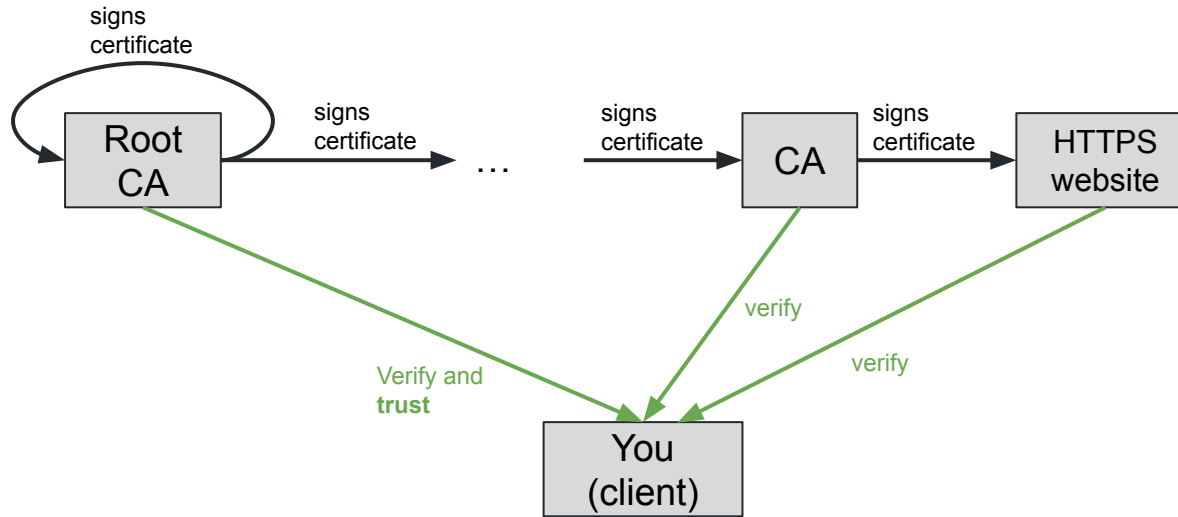 signs
certificate
signs
certificate
signs
certificate
signs
certificate
Root
CA
...
CA
HTTPS
website
verify
verify
Verify and
trust
You
(client)